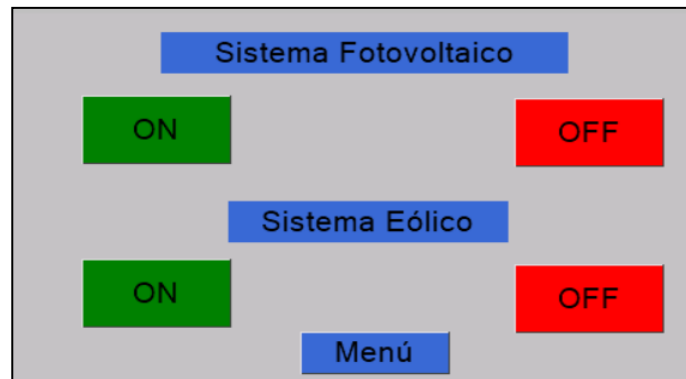 Sistema Fotovoltaico
ON
OFF
Sistema Eólico
ON
OFF
Menú